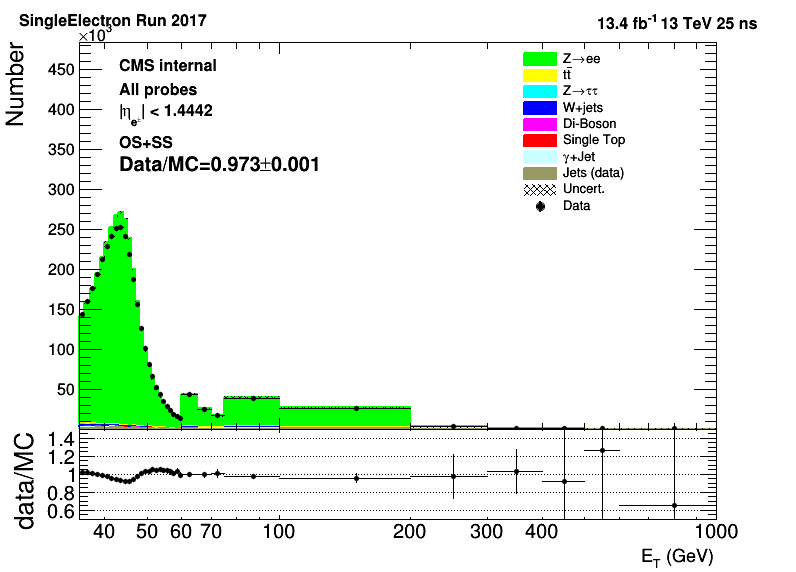 SingleElectron Run 2017
13.4 fb⁻¹ 13 TeV 25 ns
×10³
Number
450
400
350
300
250
200
150
100
50
CMS internal
All probes
|η_e±| < 1.4442
OS+SS
Data/MC=0.973±0.001
Z→ee
tt̄
Z→ττ
W+jets
Di-Boson
Single Top
γ+Jet
Jets (data)
Uncert.
Data
data/MC
1.4
1.2
1
0.8
0.6
40 50 60 70 100 200 300 400 1000
E_T (GeV)